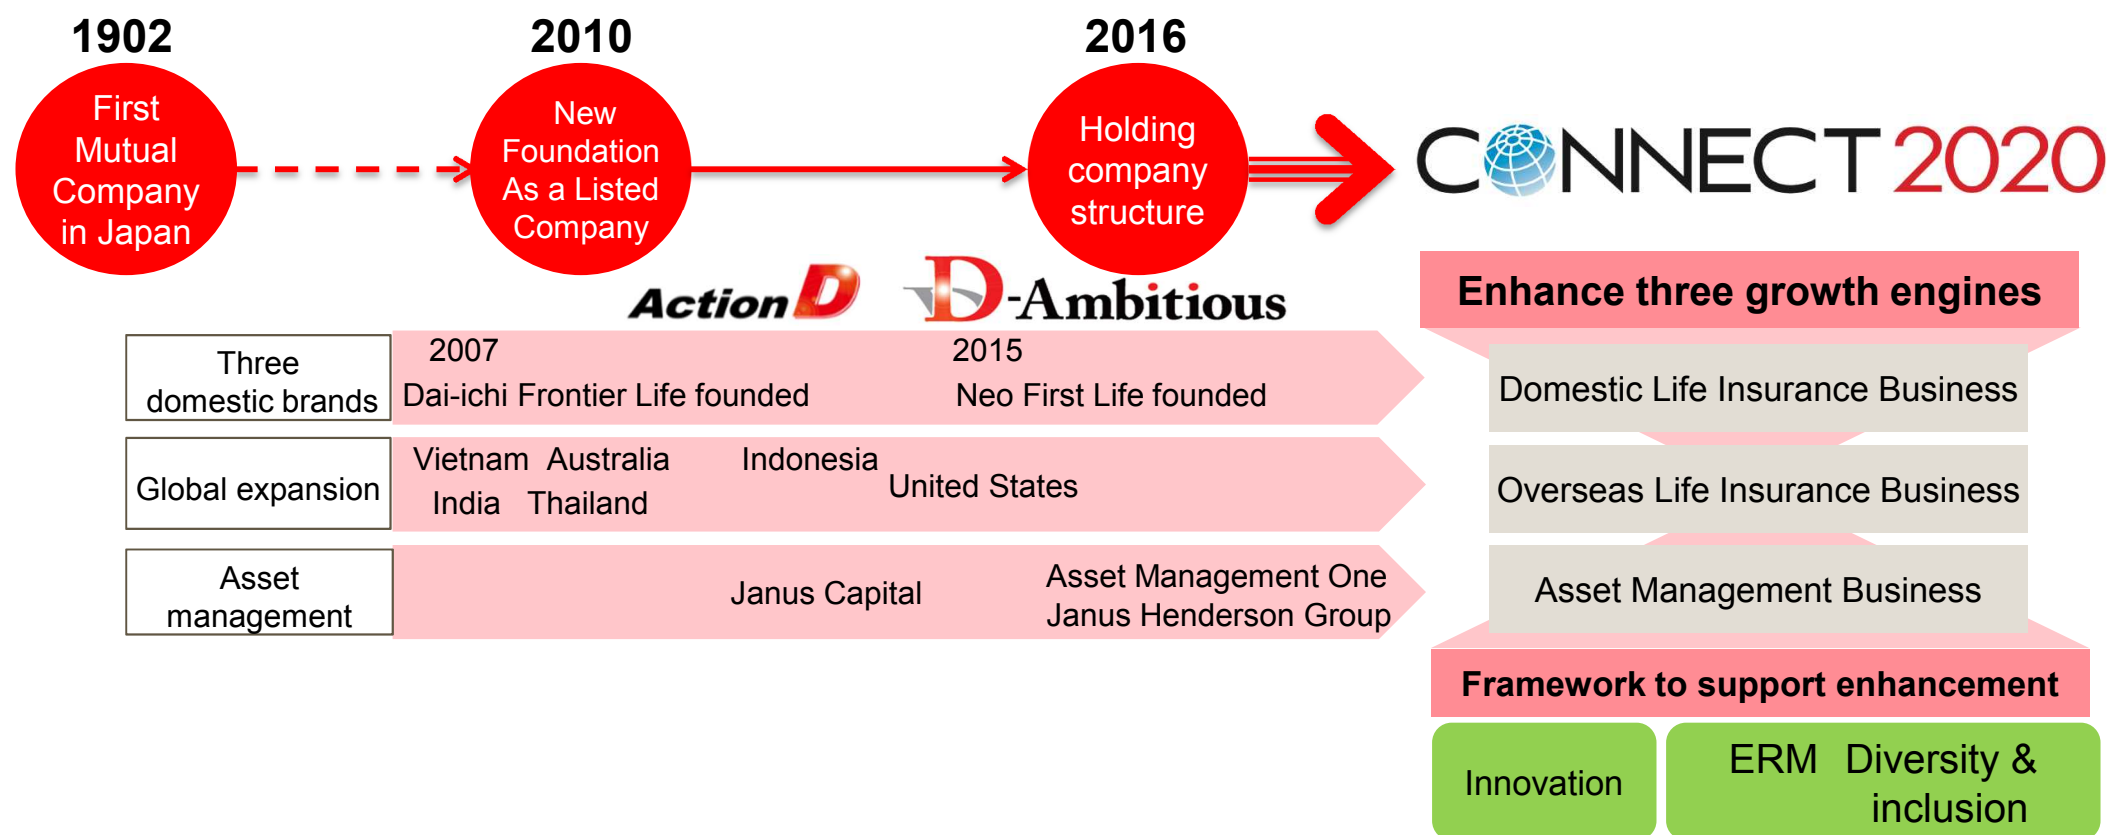 1902
First
Mutual
Company
in Japan
2010
New
Foundation
As a Listed
Company
2016
Holding
company
structure
CONNECT 2020
Action D
D-Ambitious
Three
domestic brands
2007
Dai-ichi Frontier Life founded
2015
Neo First Life founded
Global expansion
Vietnam Australia
India Thailand
Indonesia
United States
Asset
management
Janus Capital
Asset Management One
Janus Henderson Group
Enhance three growth engines
Domestic Life Insurance Business
Overseas Life Insurance Business
Asset Management Business
Framework to support enhancement
Innovation
ERM Diversity &
inclusion